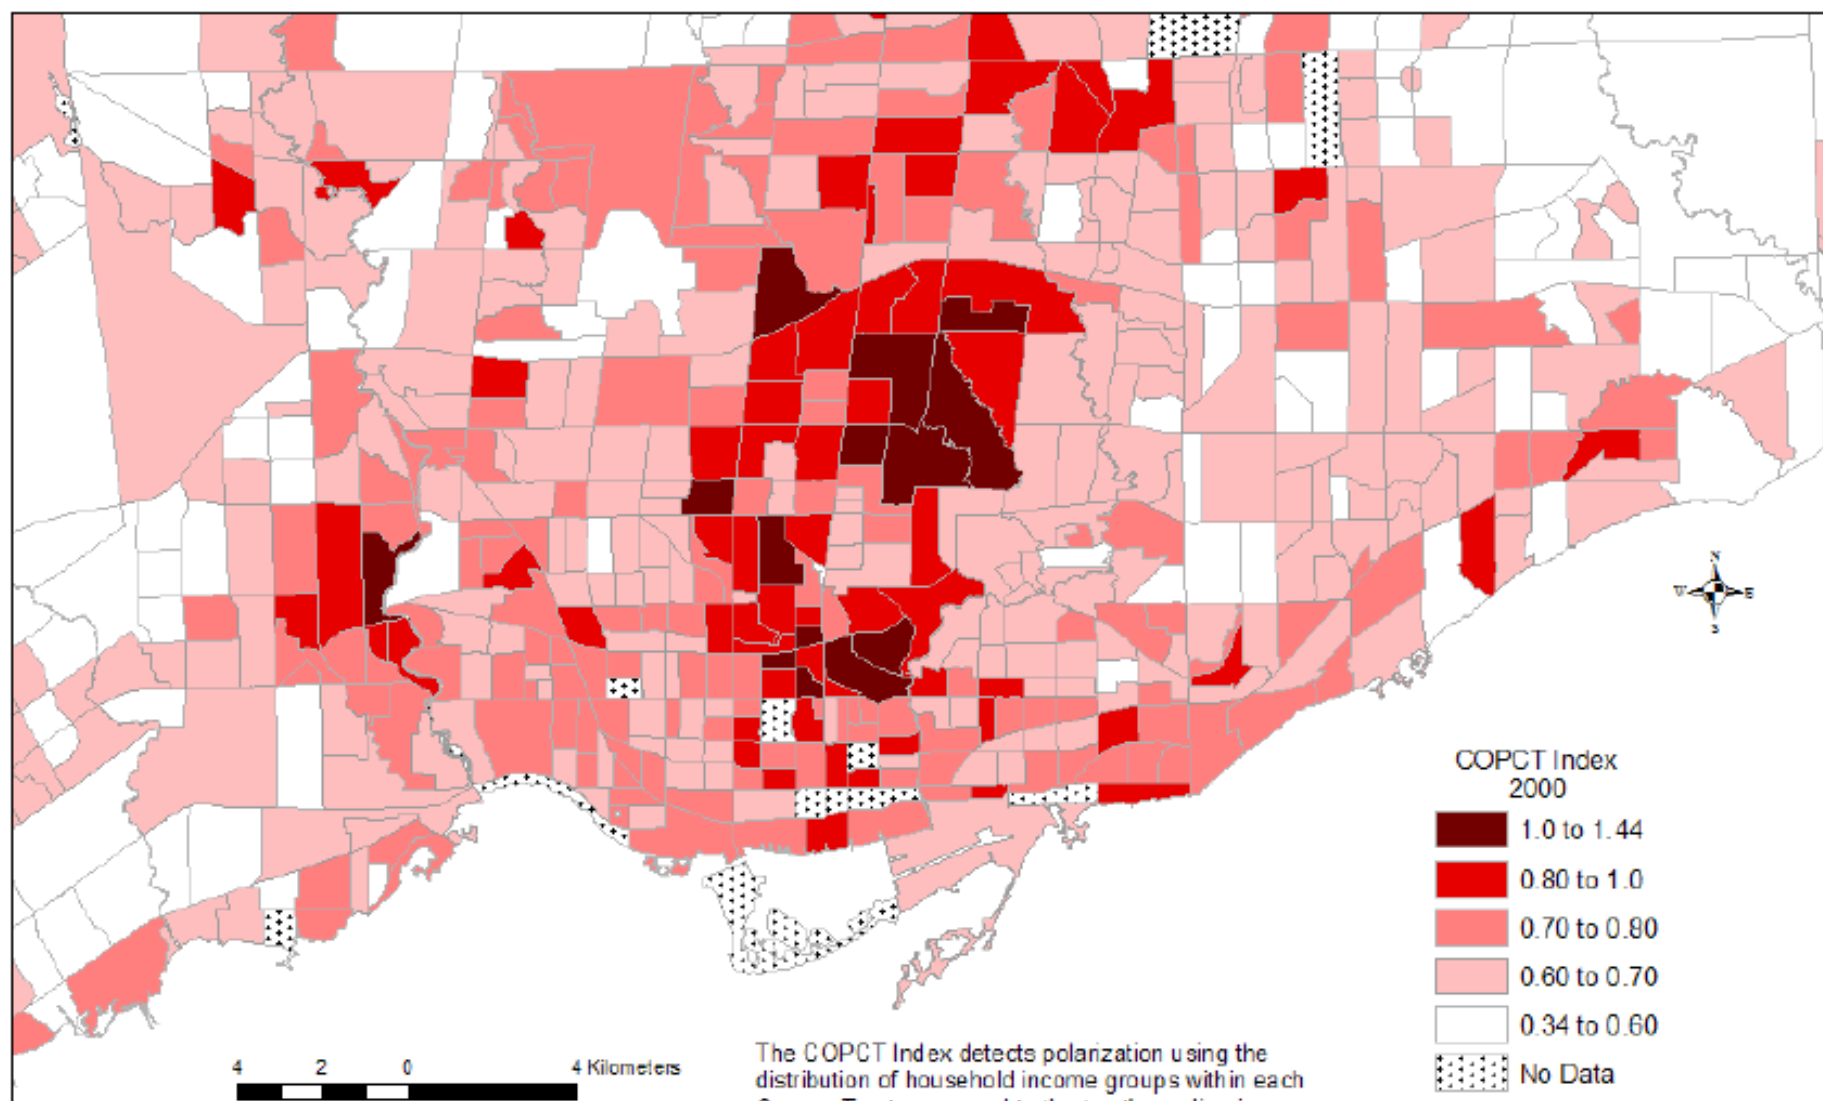 N
E
S
COPCT Index
2000
1.0 to 1.44
0.80 to 1.0
0.70 to 0.80
0.60 to 0.70
0.34 to 0.60
No Data
4 2 0 4 Kilometers
The COPCT Index detects polarization using the
distribution of household income groups within each